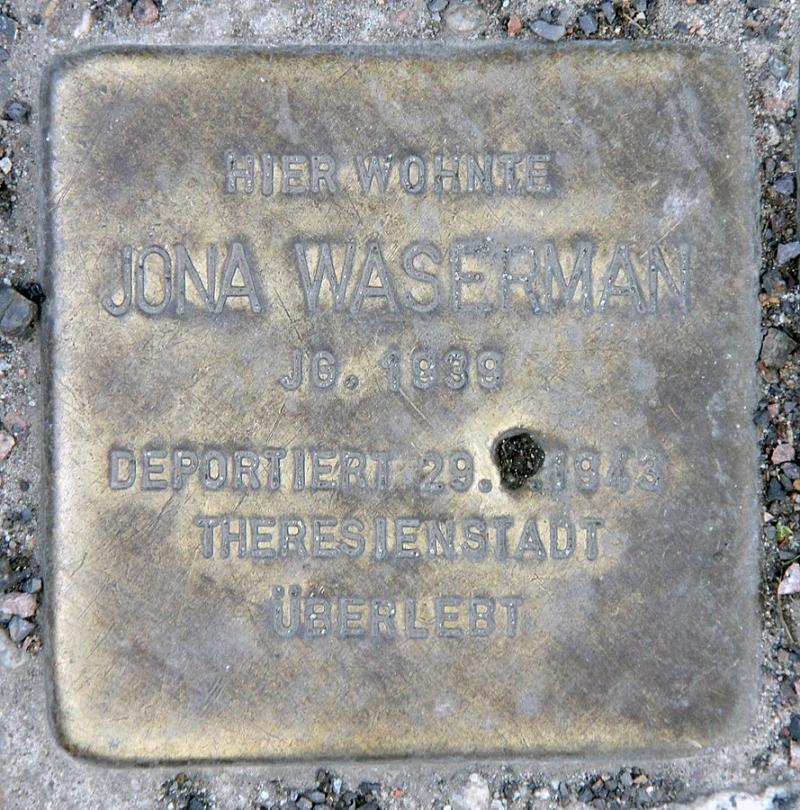 HIER WOHNTE
JONA WASERMAN
JG. 1939
DEPORTIERT 29. .1943
THERESIENSTADT
ÜBERLEBT